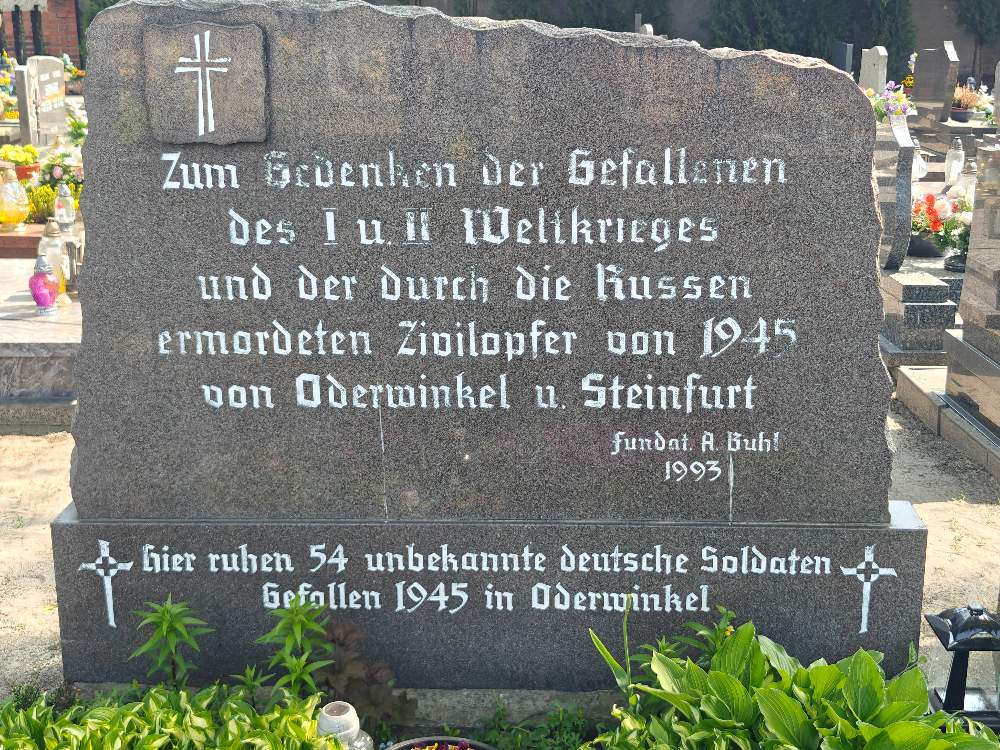 Zum Gedenken der Gefallenen
des I u. II Weltkrieges
und der durch die Russen
ermordeten Zivilopfer von 1945
von Oderwinkel u. Steinfurt
Fundat. A. Buhl
1993
Hier ruhen 54 unbekannte deutsche Soldaten
Gefallen 1945 in Oderwinkel